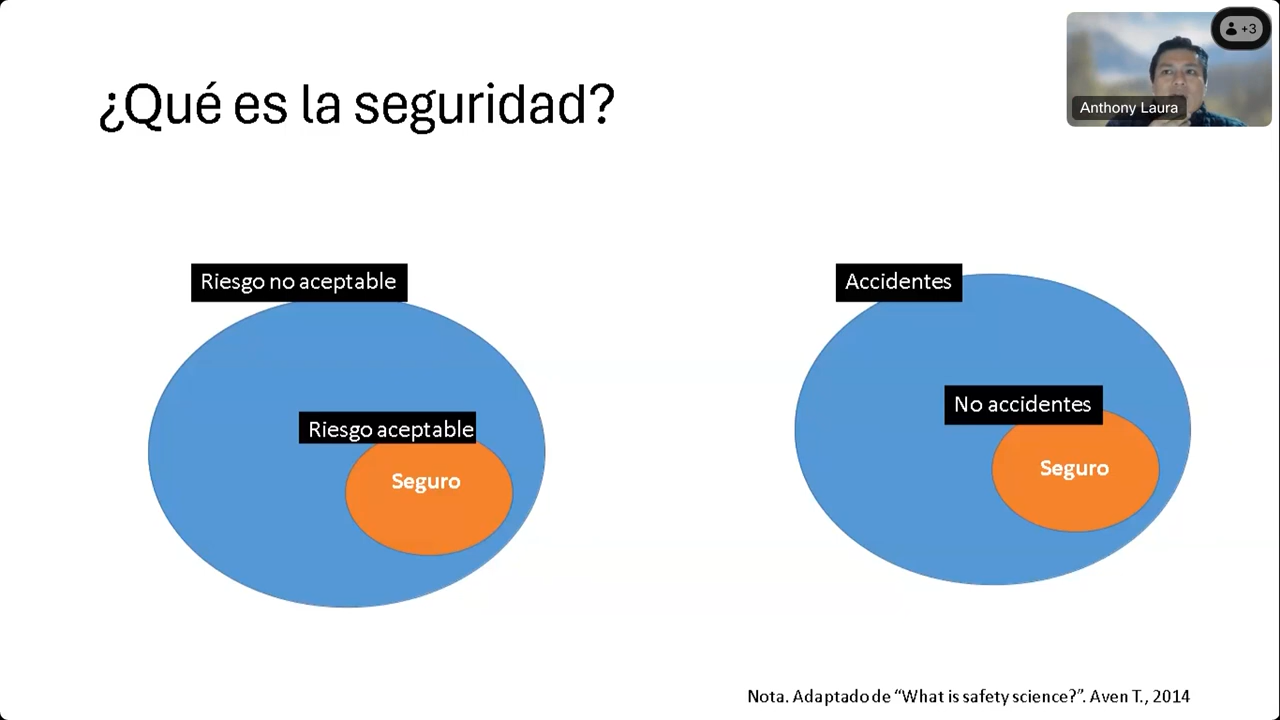 ¿Qué es la seguridad?
+3
Anthony Laura
Riesgo no aceptable
Riesgo aceptable
Seguro
Accidentes
No accidentes
Seguro
Nota. Adaptado de “What is safety science?”. Aven T., 2014